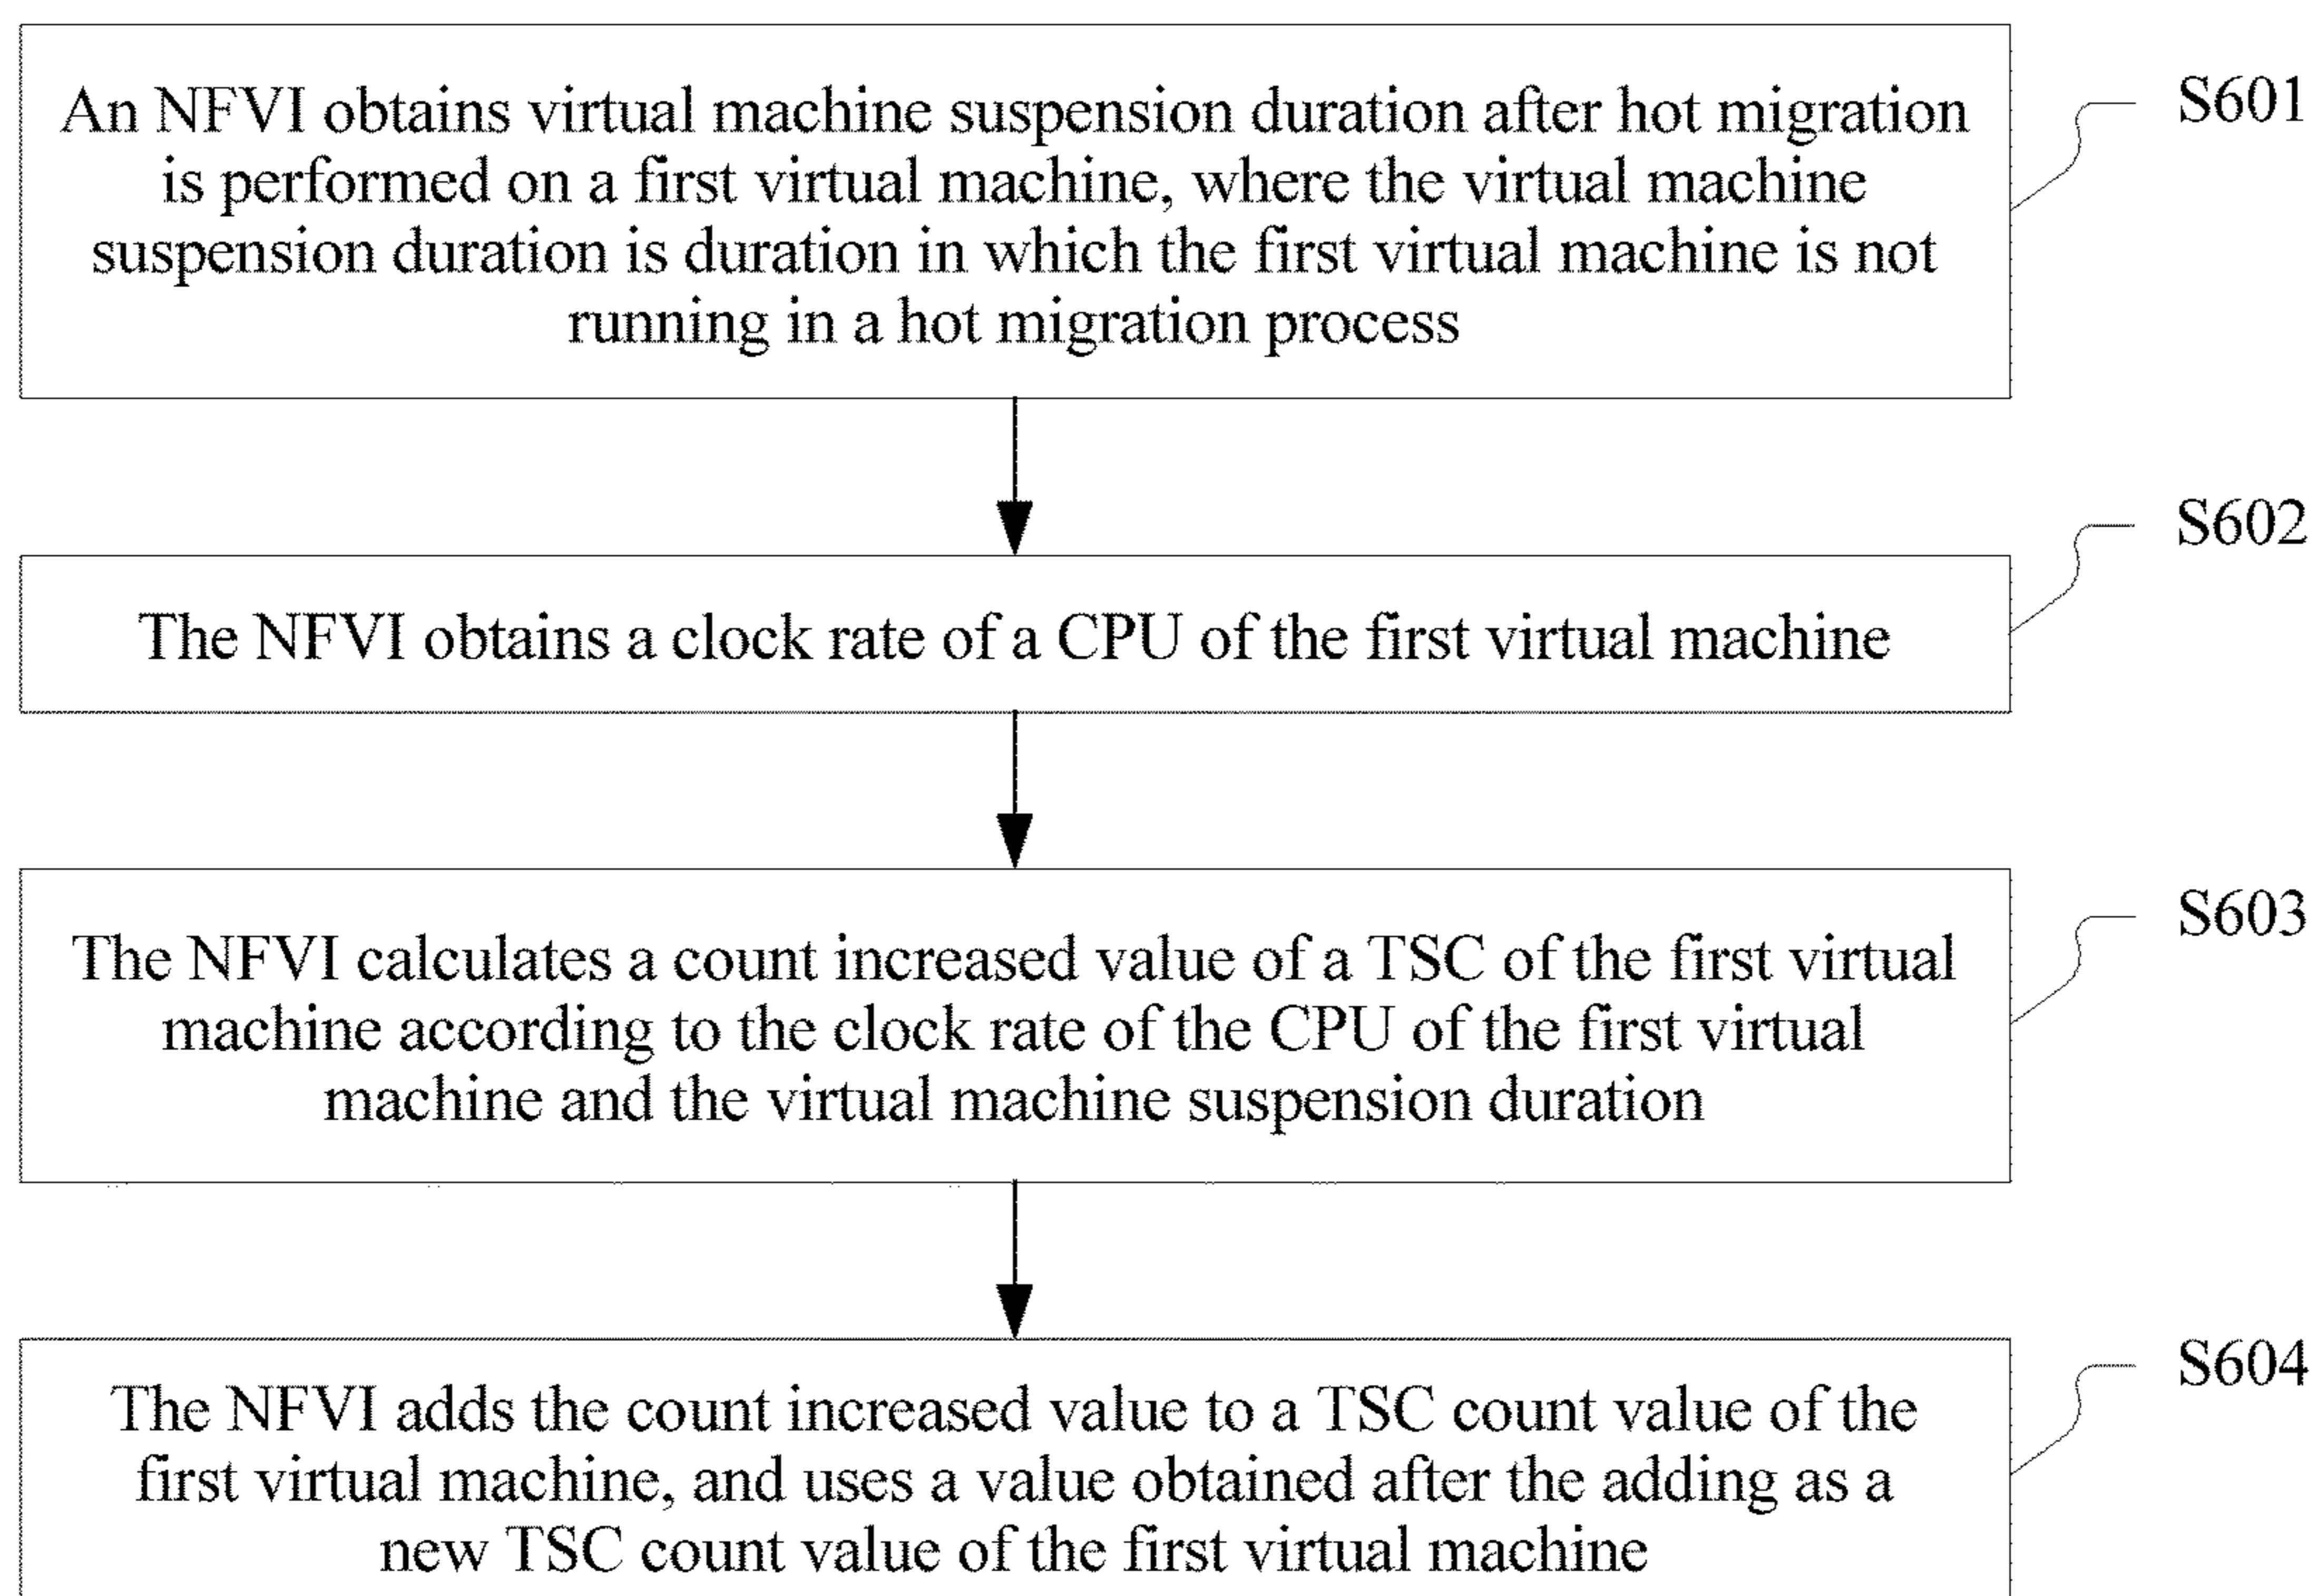 An NFVI obtains virtual machine suspension duration after hot migration
is performed on a first virtual machine, where the virtual machine
suspension duration is duration in which the first virtual machine is not
running in a hot migration process
S601
The NFVI obtains a clock rate of a CPU of the first virtual machine
S602
The NFVI calculates a count increased value of a TSC of the first virtual
machine according to the clock rate of the CPU of the first virtual
machine and the virtual machine suspension duration
S603
The NFVI adds the count increased value to a TSC count value of the
first virtual machine, and uses a value obtained after the adding as a
new TSC count value of the first virtual machine
S604